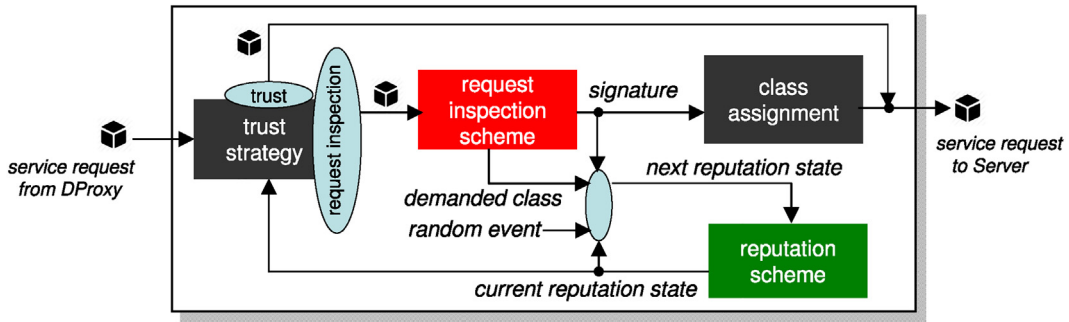 trust
trust
strategy
request inspection
service request
from DProxy
request
inspection
scheme
signature
class
assignment
service request
to Server
demanded class
random event
next reputation state
reputation
scheme
current reputation state